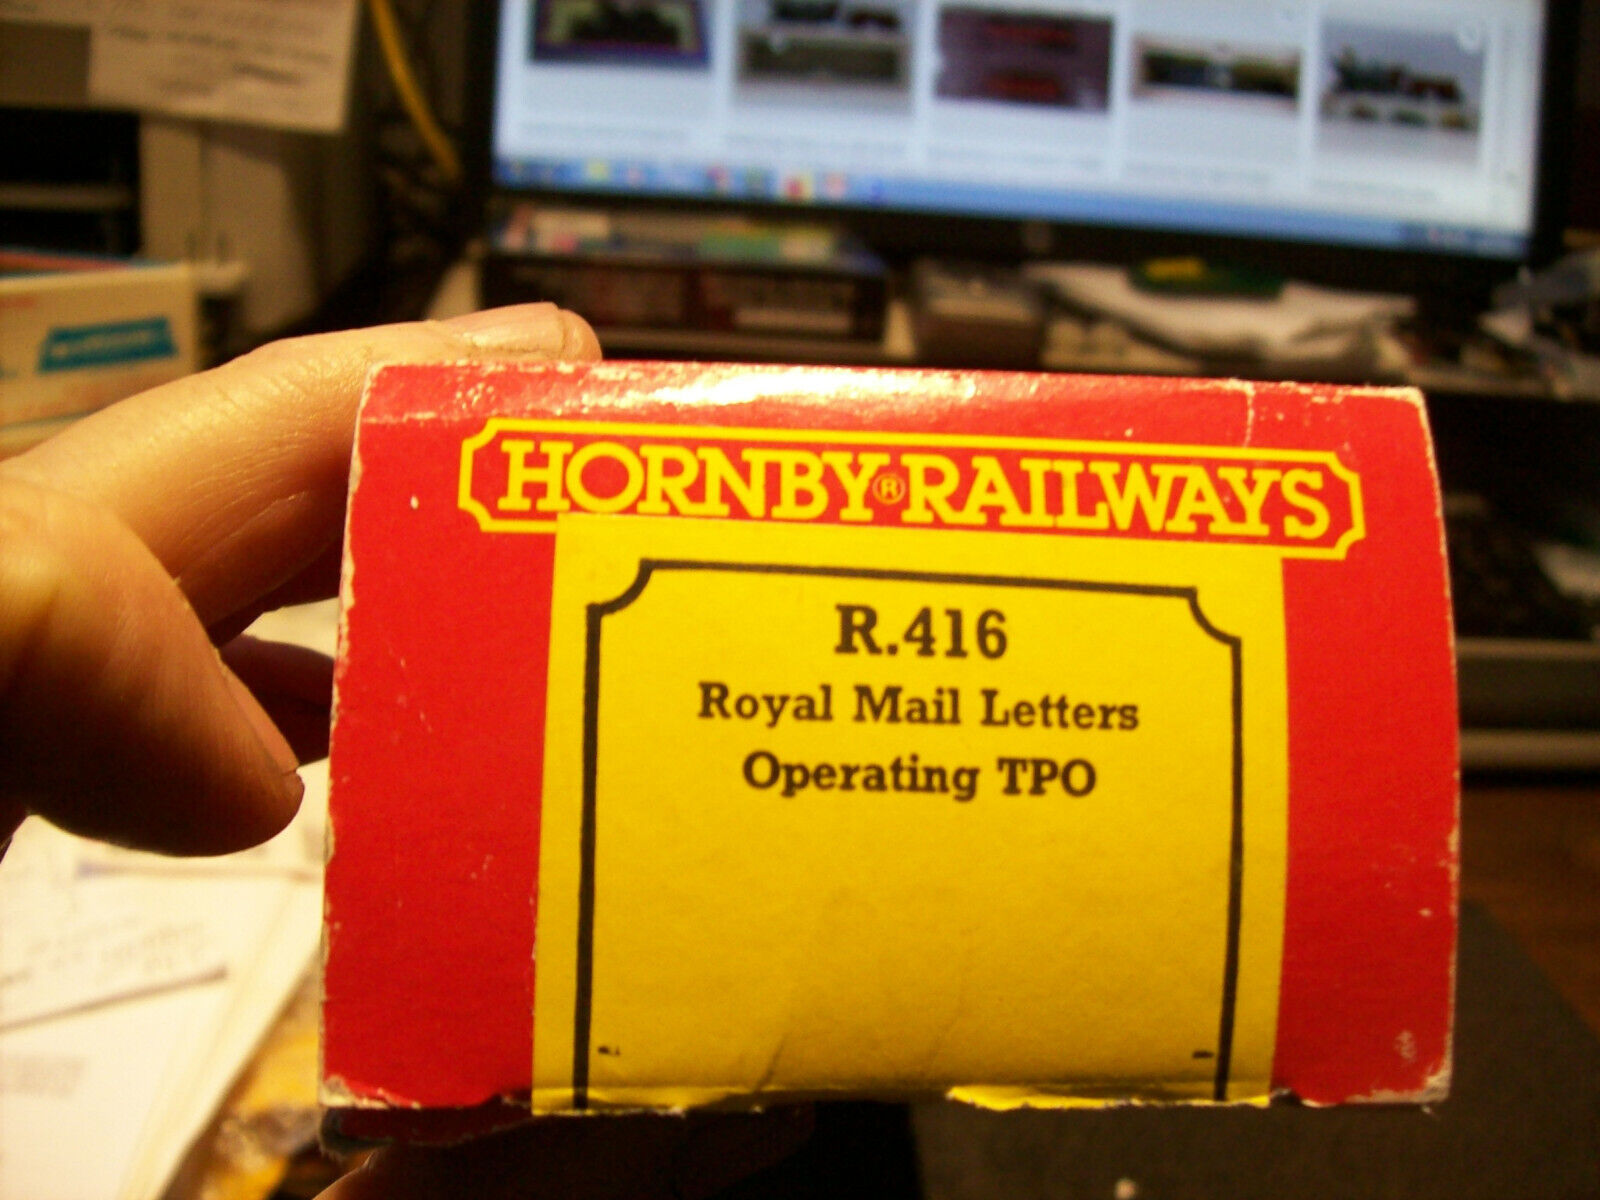 HORNBY®RAILWAYS
R.416
Royal Mail Letters
Operating TPO